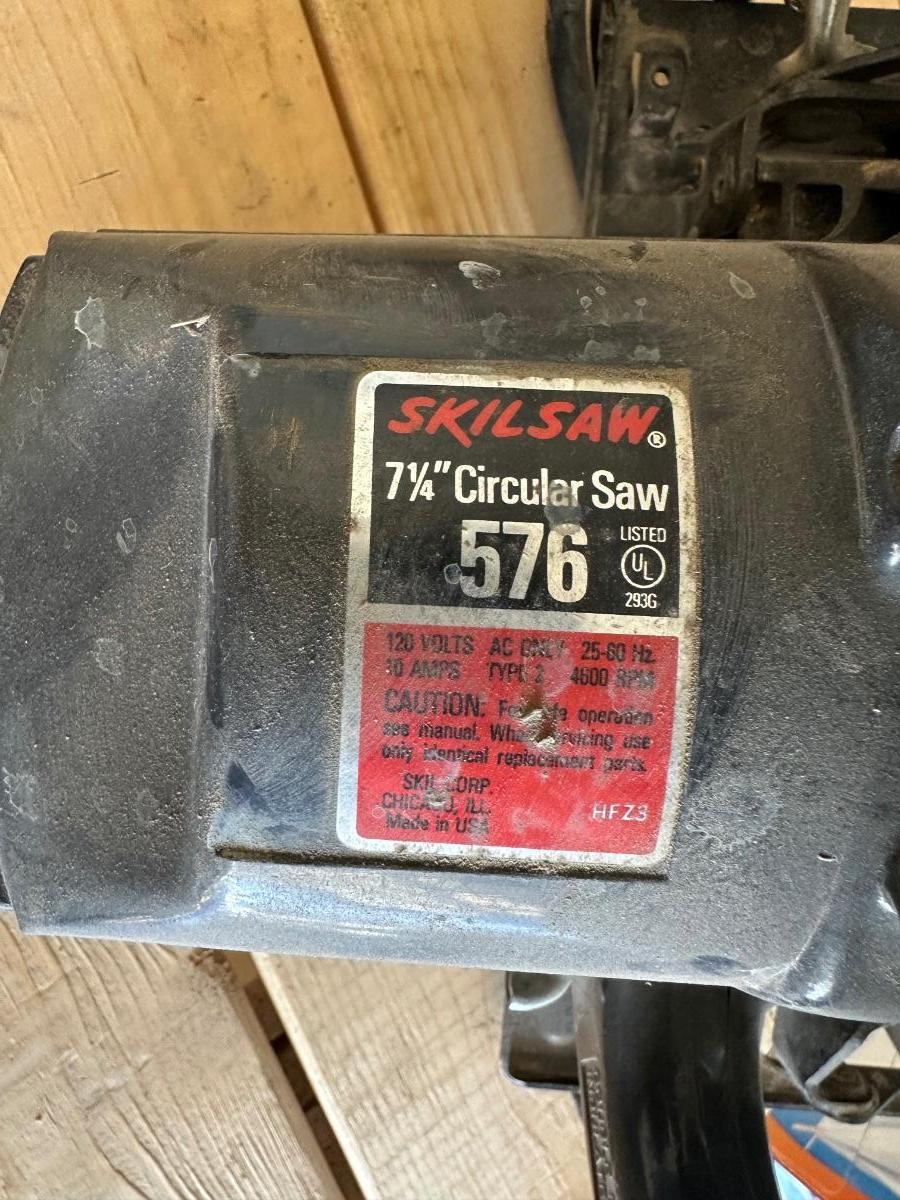 SKILSAW®
7¼" Circular Saw
576
LISTED
UL
293G
120 VOLTS AC ONLY 25-60 Hz.
10 AMPS TYPE 4600 RPM
CAUTION: For operation
see manual. When servicing use
only identical replacement parts.
SKIL CORP.
CHICAGO, ILL.
Made in USA
HFZ3